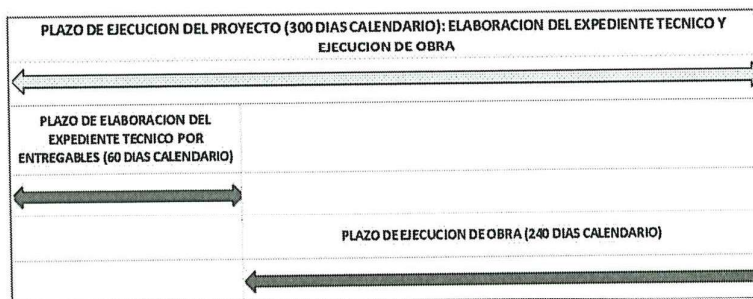 PLAZO DE EJECUCION DEL PROYECTO (300 DIAS CALENDARIO): ELABORACION DEL EXPEDIENTE TECNICO Y
EJECUCION DE OBRA
PLAZO DE ELABORACION DEL
EXPEDIENTE TECNICO POR
ENTREGABLES (60 DIAS CALENDARIO)
PLAZO DE EJECUCION DE OBRA (240 DIAS CALENDARIO)